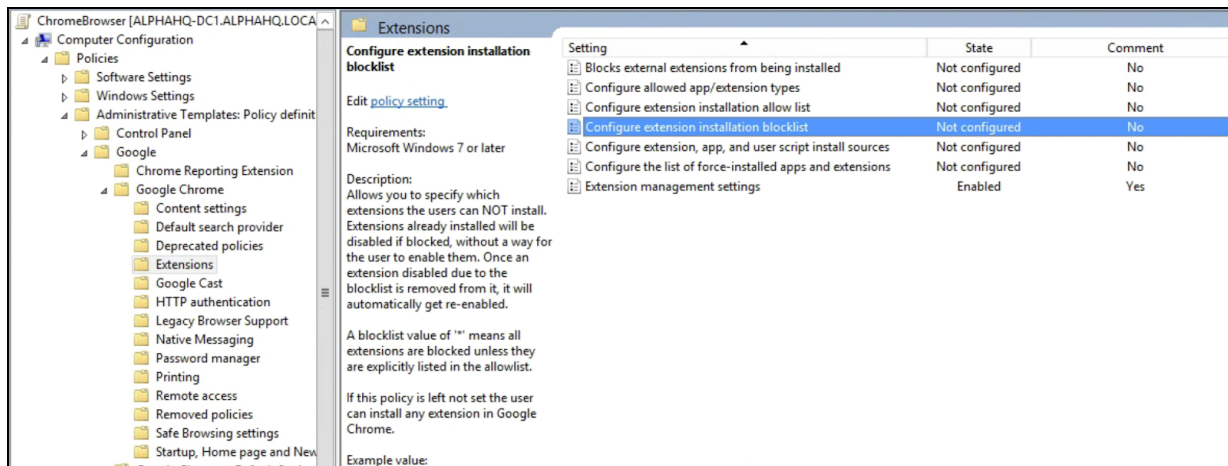 ChromeBrowser [ALPHAHQ-DC1.ALPHAHQ.LOCA
Computer Configuration
Policies
Software Settings
Windows Settings
Administrative Templates: Policy definit
Control Panel
Google
Chrome Reporting Extension
Google Chrome
Content settings
Default search provider
Deprecated policies
Extensions
Google Cast
HTTP authentication
Legacy Browser Support
Native Messaging
Password manager
Printing
Remote access
Removed policies
Safe Browsing settings
Startup, Home page and New
Extensions
Configure extension installation
blocklist
Edit policy setting
Requirements:
Microsoft Windows 7 or later
Description:
Allows you to specify which
extensions the users can NOT install.
Extensions already installed will be
disabled if blocked, without a way for
the user to enable them. Once an
extension disabled due to the
blocklist is removed from it, it will
automatically get re-enabled.
A blocklist value of '*' means all
extensions are blocked unless they
are explicitly listed in the allowlist.
If this policy is left not set the user
can install any extension in Google
Chrome.
Example value:
Setting State Comment
Blocks external extensions from being installed Not configured No
Configure allowed app/extension types Not configured No
Configure extension installation allow list Not configured No
Configure extension installation blocklist Not configured No
Configure extension, app, and user script install sources Not configured No
Configure the list of force-installed apps and extensions Not configured No
Extension management settings Enabled Yes